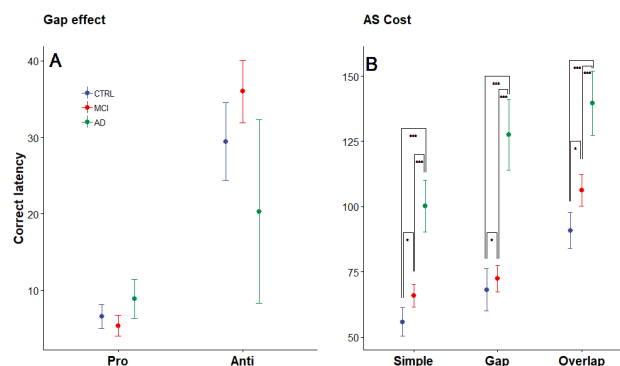 Gap effect
AS Cost
A
B
CTRL
MCI
AD
Correct latency
40
30
20
10
Pro
Anti
150
125
100
75
50
Simple
Gap
Overlap
***
***
*
***
***
*
***
***
*